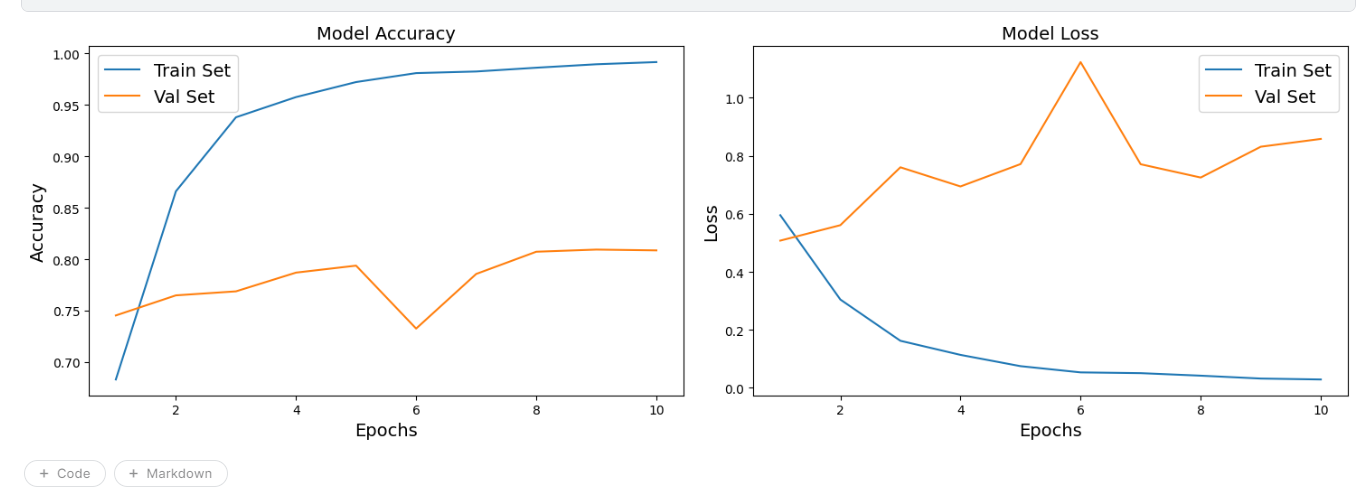 Model Accuracy
1.00
0.95
0.90
0.85
0.80
0.75
0.70
Accuracy
Train Set
Val Set
2 4 6 8 10
Epochs
Model Loss
1.0
0.8
0.6
0.4
0.2
0.0
Loss
Train Set
Val Set
2 4 6 8 10
Epochs
+ Code + Markdown